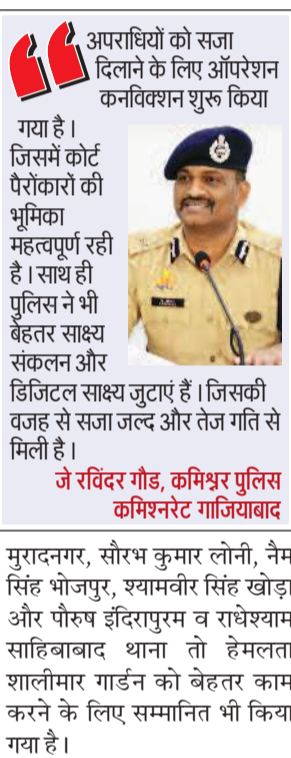 अपराधियों को सजा
दिलाने के लिए ऑपरेशन
कनविक्शन शुरू किया
गया है।
जिसमें कोर्ट
पैरोंकारों की
भूमिका
महत्वपूर्ण रही
है। साथ ही
पुलिस ने भी
बेहतर साक्ष्य
संकलन और
डिजिटल साक्ष्य जुटाएं हैं। जिसकी
वजह से सजा जल्द और तेज गति से
मिली है।
जे रविंदर गौड, कमिश्नर पुलिस
कमिश्नरेट गाजियाबाद
मुरादनगर, सौरभ कुमार लोनी, नैम
सिंह भोजपुर, श्यामवीर सिंह खोड़ा
और पौरुष इंदिरापुरम व राधेश्याम
साहिबाबाद थाना तो हेमलता
शालीमार गार्डन को बेहतर काम
करने के लिए सम्मानित भी किया
गया है।